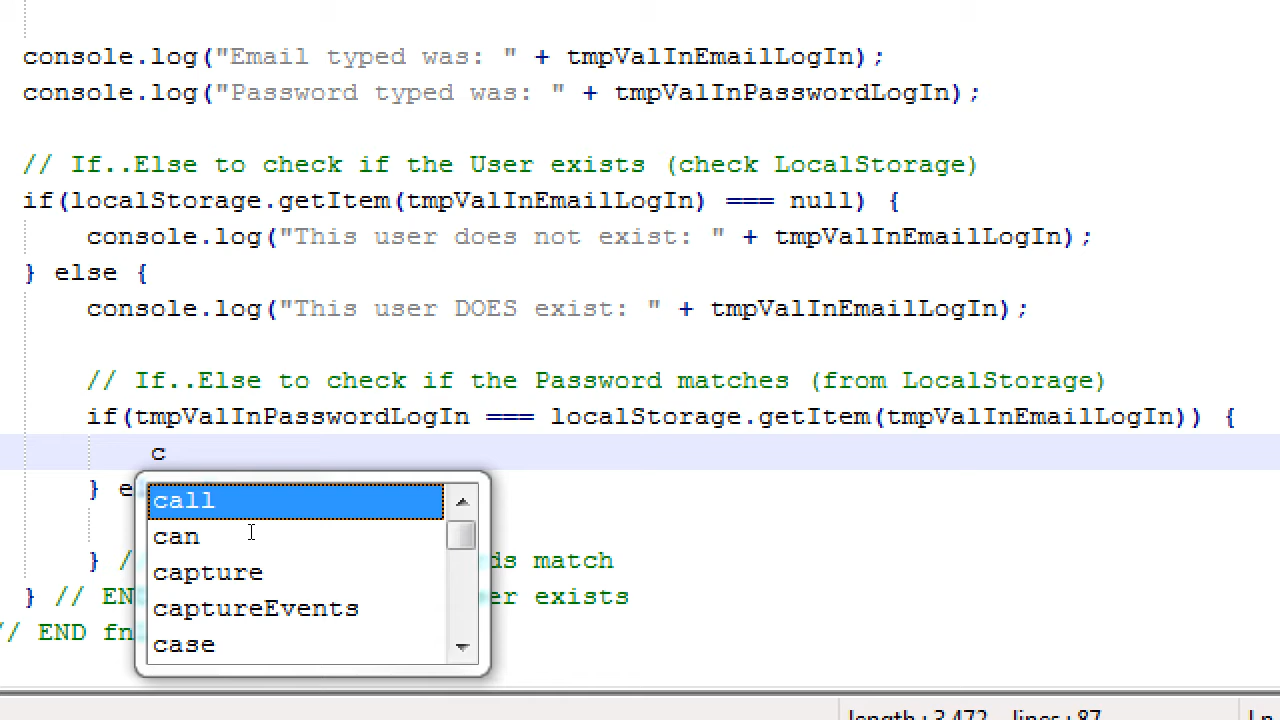 console.log("Email typed was: " + tmpValInEmailLogIn);
console.log("Password typed was: " + tmpValInPasswordLogIn);
// If..Else to check if the User exists (check LocalStorage)
if(localStorage.getItem(tmpValInEmailLogIn) === null) {
console.log("This user does not exist: " + tmpValInEmailLogIn);
} else {
console.log("This user DOES exist: " + tmpValInEmailLogIn);
// If..Else to check if the Password matches (from LocalStorage)
if(tmpValInPasswordLogIn === localStorage.getItem(tmpValInEmailLogIn)) {
c
} e
call
can
capture
captureEvents
case
} / ds match
} // EN er exists
// END fn
length : 3,472 lines : 87 Ln